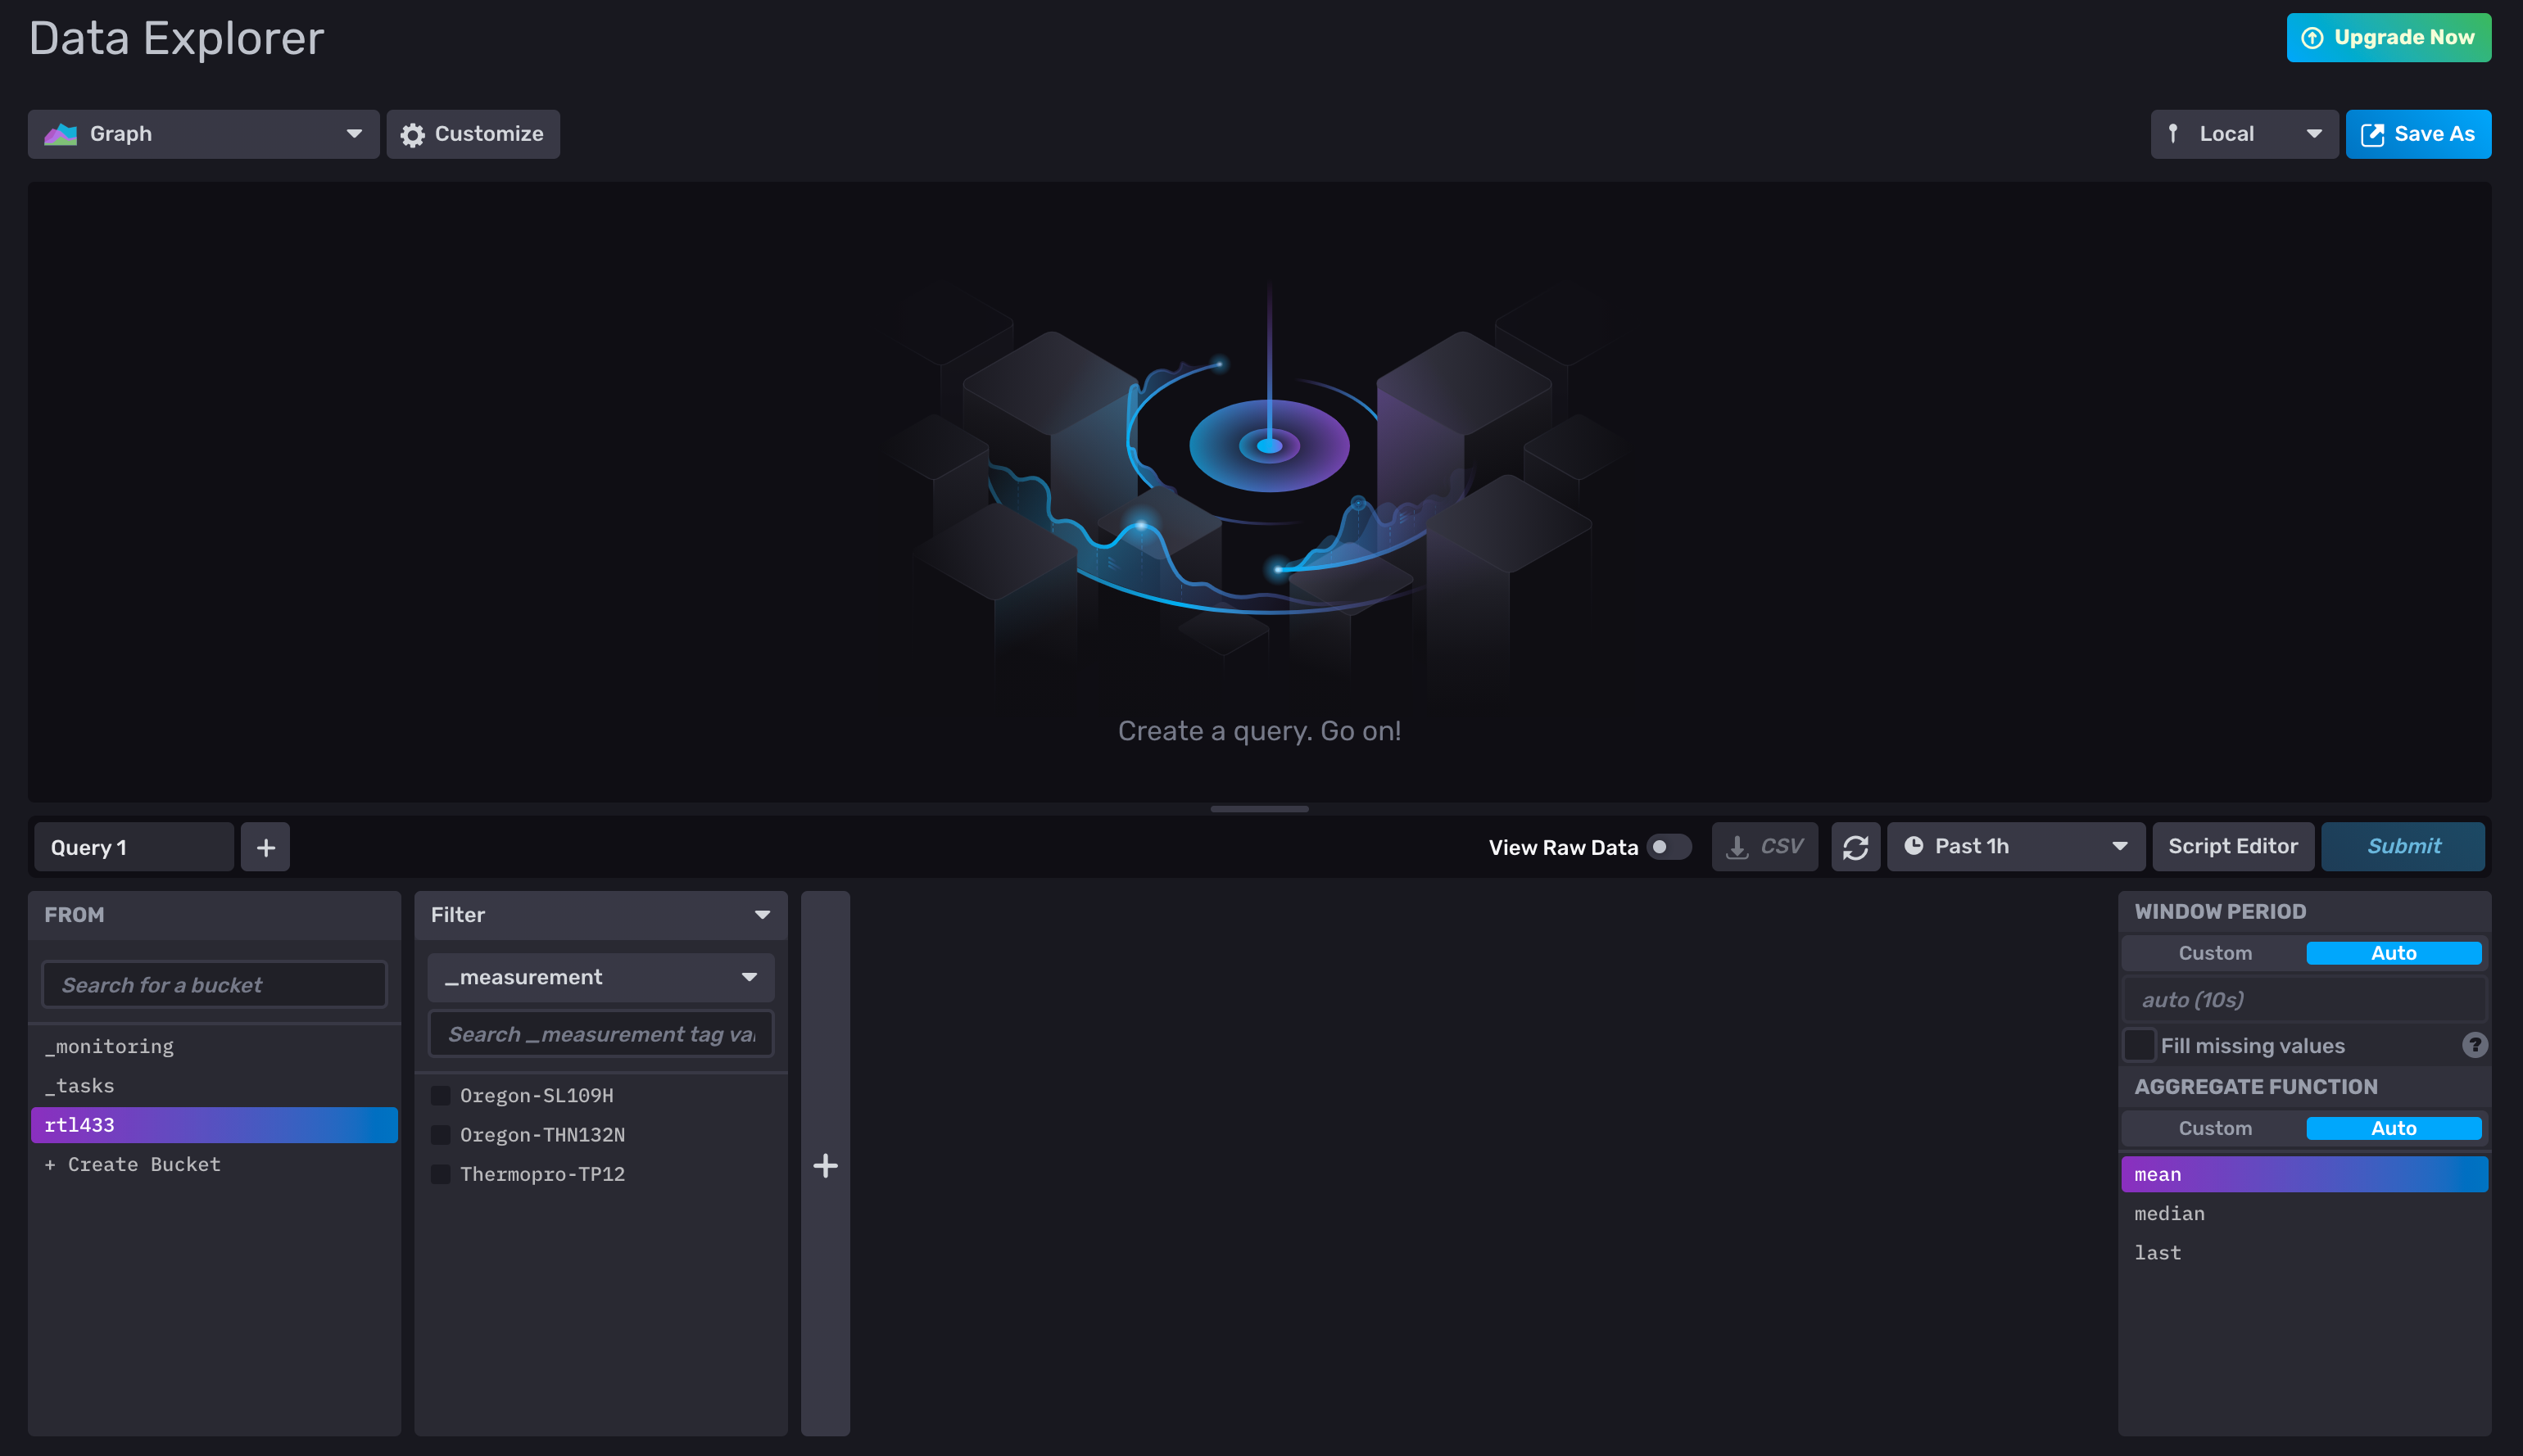 Data Explorer
Upgrade Now
Graph
Customize
Local
Save As
Create a query. Go on!
Query 1
+
View Raw Data
CSV
Past 1h
Script Editor
Submit
FROM
Search for a bucket
_monitoring
_tasks
rtl433
+ Create Bucket
Filter
_measurement
Search _measurement tag va
Oregon-SL109H
Oregon-THN132N
Thermopro-TP12
+
WINDOW PERIOD
Custom Auto
auto (10s)
Fill missing values ?
AGGREGATE FUNCTION
Custom Auto
mean
median
last